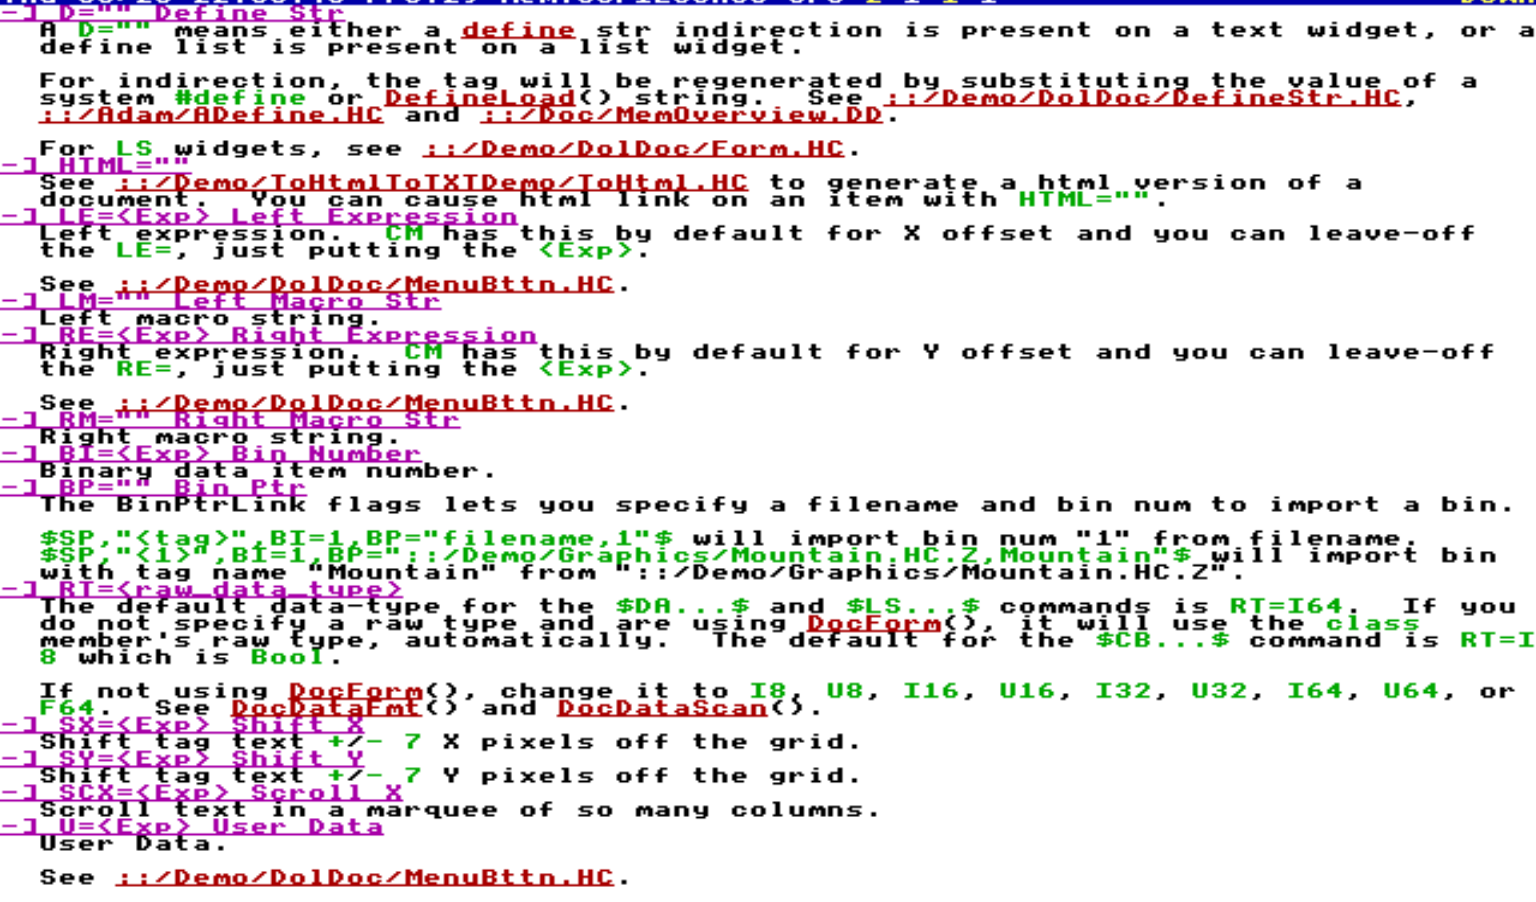 -] D="" Define Str
A D="" means either a define str indirection is present on a text widget, or a
define list is present on a list widget.
For indirection, the tag will be regenerated by substituting the value of a
system #define or DefineLoad() string.  See ::/Demo/DolDoc/DefineStr.HC,
::/Adam/ADefine.HC and ::/Doc/MemOverview.DD.
For LS widgets, see ::/Demo/DolDoc/Form.HC.
-] HTML=""
See ::/Demo/ToHtmlToTXTDemo/ToHtml.HC to generate a html version of a
document.  You can cause html link on an item with HTML="".
-] LE=<Exp> Left Expression
Left expression.  CM has this by default for X offset and you can leave-off
the LE=, just putting the <Exp>.
See ::/Demo/DolDoc/MenuBttn.HC.
-] LM="" Left Macro Str
Left macro string.
-] RE=<Exp> Right Expression
Right expression.  CM has this by default for Y offset and you can leave-off
the RE=, just putting the <Exp>.
See ::/Demo/DolDoc/MenuBttn.HC.
-] RM="" Right Macro Str
Right macro string.
-] BI=<Exp> Bin Number
Binary data item number.
-] BP="" Bin Ptr
The BinPtrLink flags lets you specify a filename and bin num to import a bin.
$SP,"<tag>",BI=1,BP="filename,1"$ will import bin num "1" from filename.
$SP,"<1>",BI=1,BP="::/Demo/Graphics/Mountain.HC.Z,Mountain"$ will import bin
with tag name "Mountain" from "::/Demo/Graphics/Mountain.HC.Z".
-] RT=<raw_data_type>
The default data-type for the $DA...$ and $LS...$ commands is RT=I64.  If you
do not specify a raw type and are using DocForm(), it will use the class
member's raw type, automatically.  The default for the $CB...$ command is RT=I
8 which is Bool.
If not using DocForm(), change it to I8, U8, I16, U16, I32, U32, I64, U64, or
F64.  See DocDataFmt() and DocDataScan().
-] SX=<Exp> Shift X
Shift tag text +/- 7 X pixels off the grid.
-] SY=<Exp> Shift Y
Shift tag text +/- 7 Y pixels off the grid.
-] SCX=<Exp> Scroll X
Scroll text in a marquee of so many columns.
-] U=<Exp> User Data
User Data.
See ::/Demo/DolDoc/MenuBttn.HC.